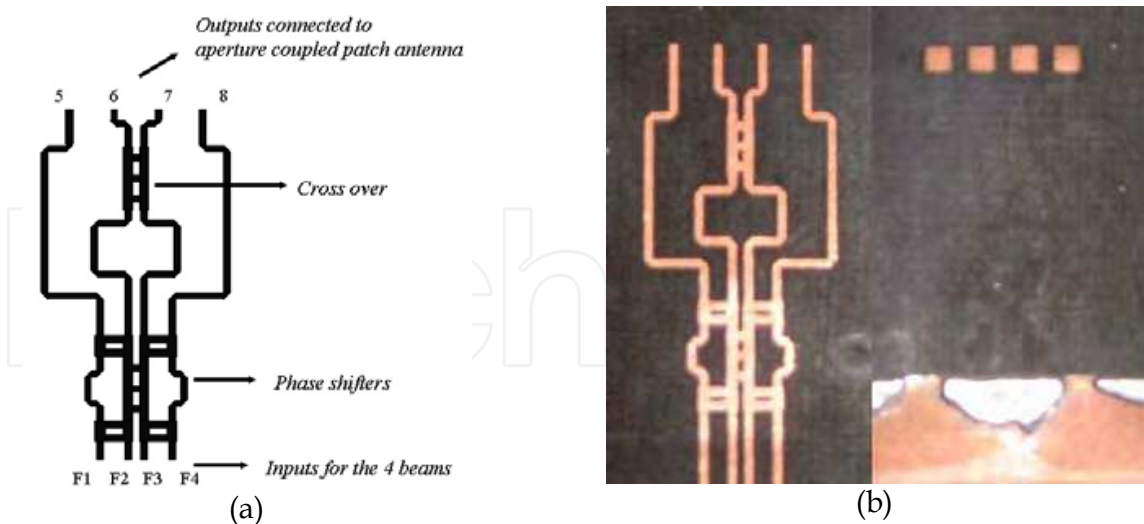 Outputs connected to
aperture coupled patch antenna
5 6 7 8
Cross over
Phase shifters
Inputs for the 4 beams
F1 F2 F3 F4
(a)
(b)